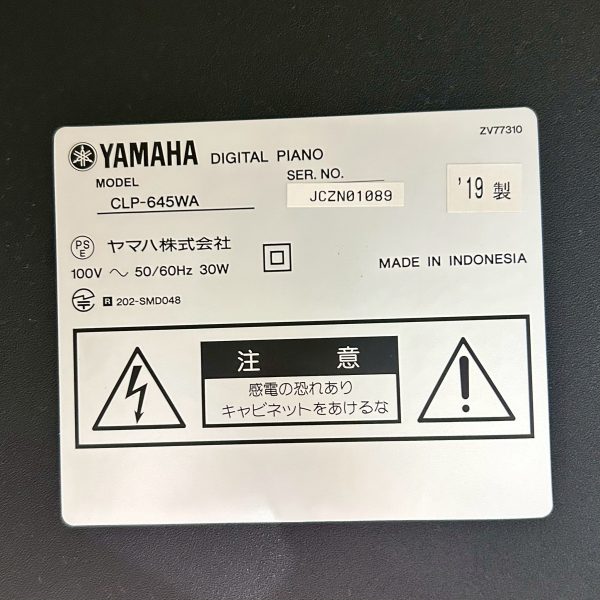 ZV77310
YAMAHA DIGITAL PIANO
MODEL
CLP-645WA
SER. NO.
JCZN01089
'19 製
PS
E
ヤマハ株式会社
100V ～ 50/60Hz 30W
MADE IN INDONESIA
R 202-SMD048
注 意
感電の恐れあり
キャビネットをあけるな